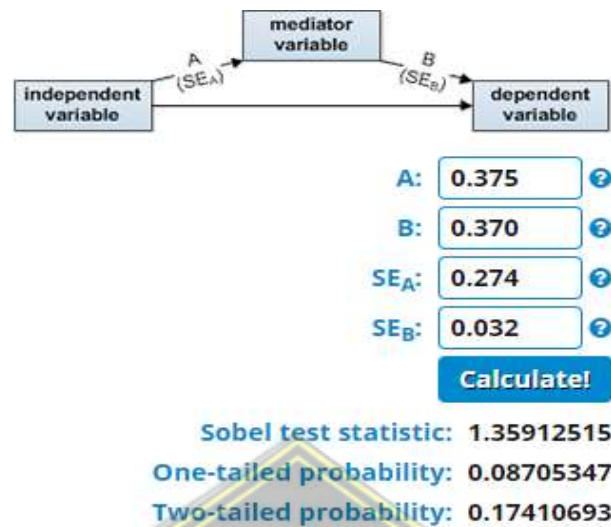 mediator
variable
A
(SEA)
B
(SEB)
independent
variable
dependent
variable
A: 0.375 ?
B: 0.370 ?
SEA: 0.274 ?
SEB: 0.032 ?
Calculate!
Sobel test statistic: 1.35912515
One-tailed probability: 0.08705347
Two-tailed probability: 0.17410693